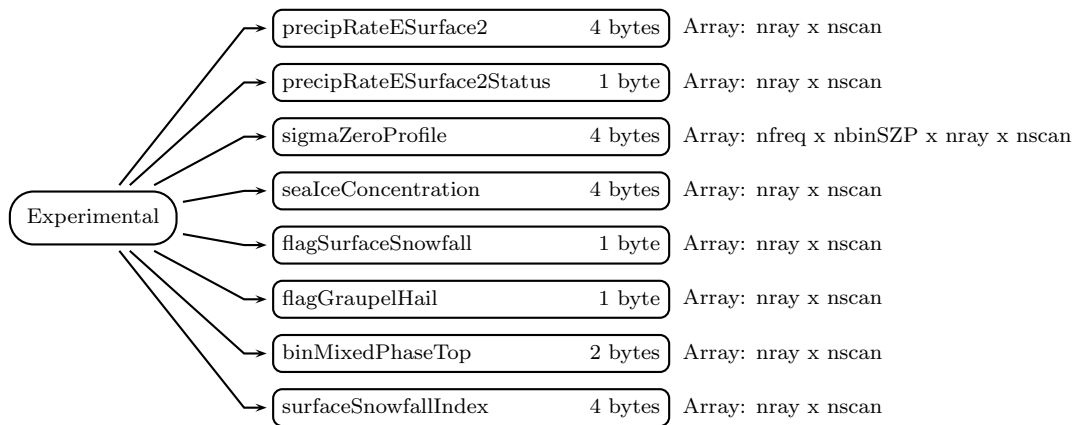 precipRateESurface2 4 bytes Array: nray x nscan
precipRateESurface2Status 1 byte Array: nray x nscan
sigmaZeroProfile 4 bytes Array: nfreq x nbinSZP x nray x nscan
seaIceConcentration 4 bytes Array: nray x nscan
Experimental
flagSurfaceSnowfall 1 byte Array: nray x nscan
flagGraupelHail 1 byte Array: nray x nscan
binMixedPhaseTop 2 bytes Array: nray x nscan
surfaceSnowfallIndex 4 bytes Array: nray x nscan